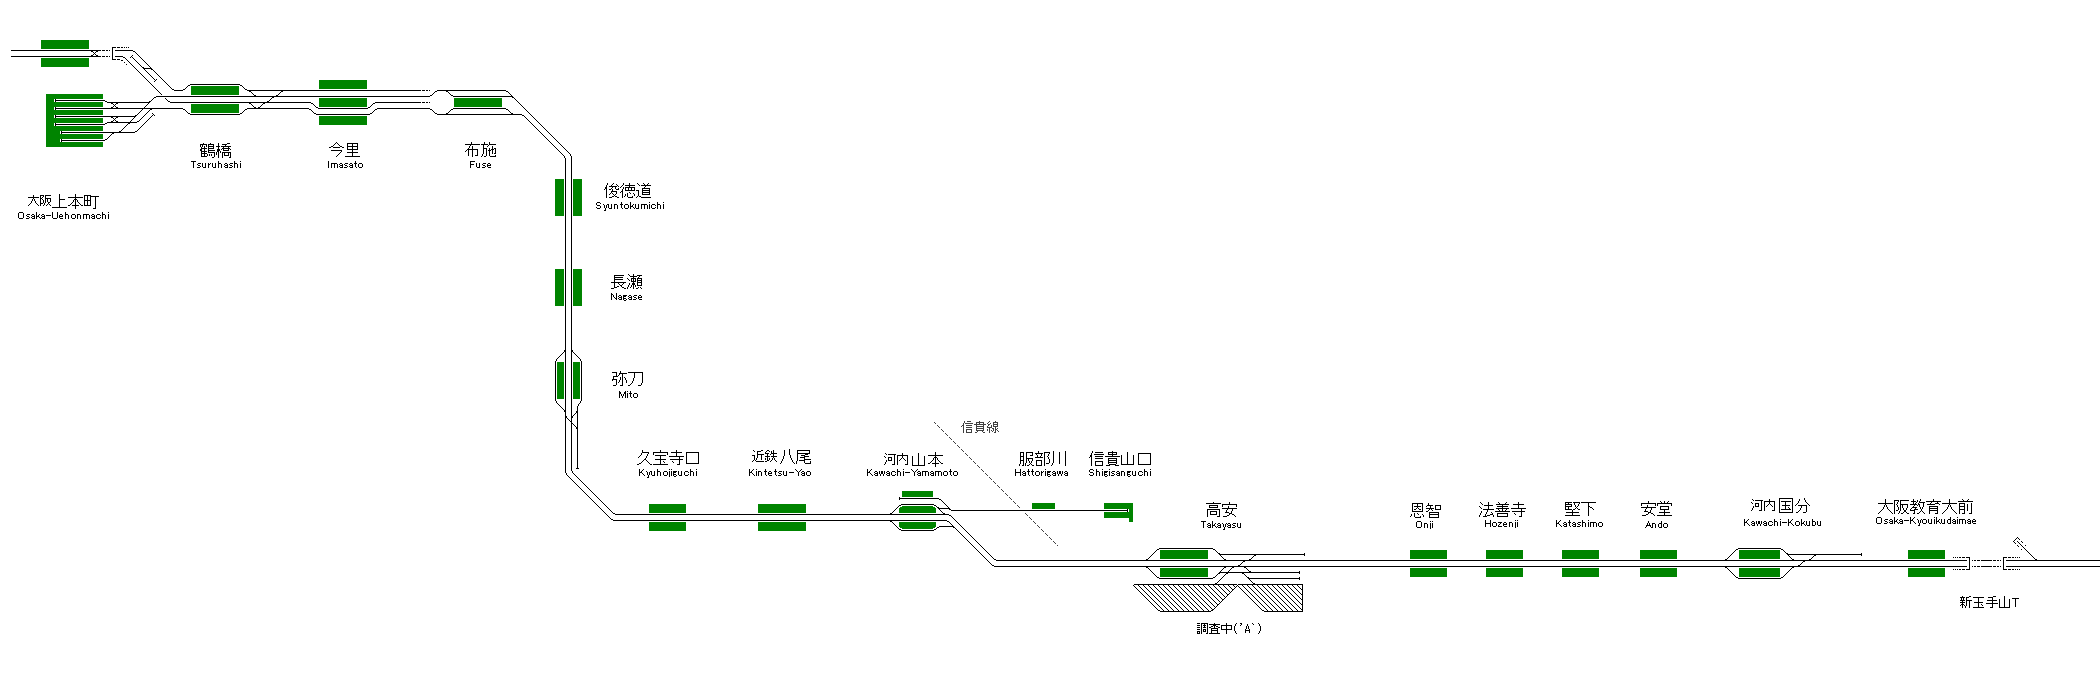 鶴橋
Tsuruhashi
今里
Imasato
布施
Fuse
大阪上本町
Osaka-Uehonmachi
俊徳道
Syuntokumichi
長瀬
Nagase
弥刀
Mito
久宝寺口
Kyuhojiguchi
近鉄八尾
Kintetsu-Yao
河内山本
Kawachi-Yamamoto
信貴線
服部川
Hattorigawa
信貴山口
Shigisanguchi
高安
Takayasu
調査中('A`)
恩智
Onji
法善寺
Hozenji
堅下
Katashimo
安堂
Ando
河内国分
Kawachi-Kokubu
大阪教育大前
Osaka-Kyouikudaimae
新玉手山T